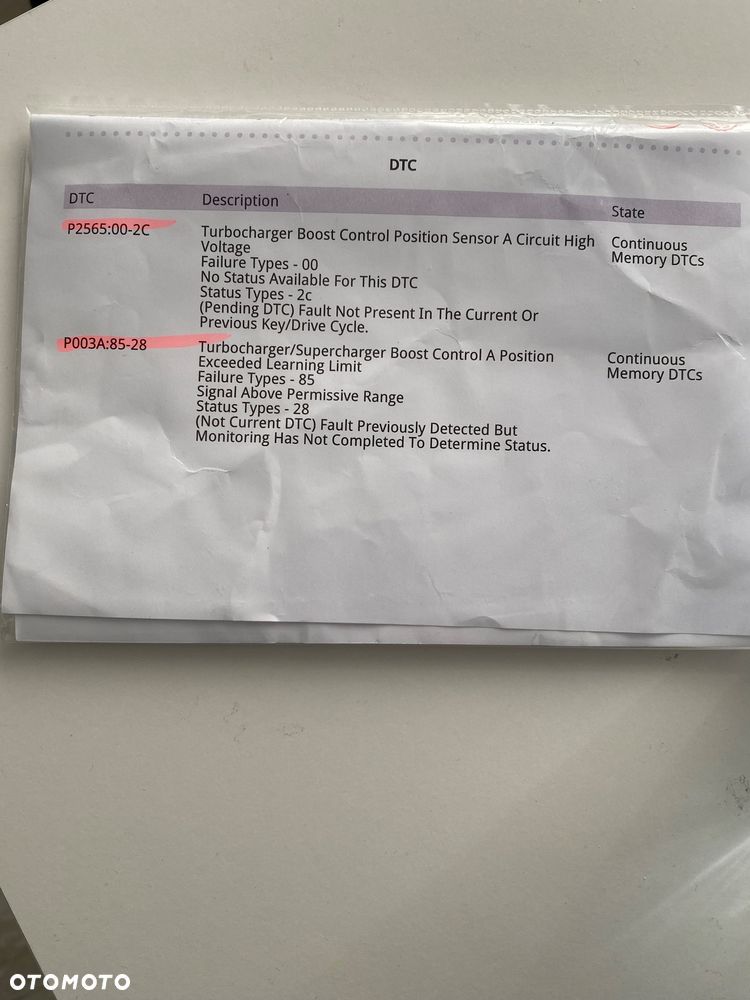 DTC
DTC Description State
P2565:00-2C
Turbocharger Boost Control Position Sensor A Circuit High
Voltage
Failure Types - 00
No Status Available For This DTC
Status Types - 2c
(Pending DTC) Fault Not Present In The Current Or
Previous Key/Drive Cycle.
Continuous
Memory DTCs
P003A:85-28
Turbocharger/Supercharger Boost Control A Position
Exceeded Learning Limit
Failure Types - 85
Signal Above Permissive Range
Status Types - 28
(Not Current DTC) Fault Previously Detected But
Monitoring Has Not Completed To Determine Status.
Continuous
Memory DTCs
OTOMOTO